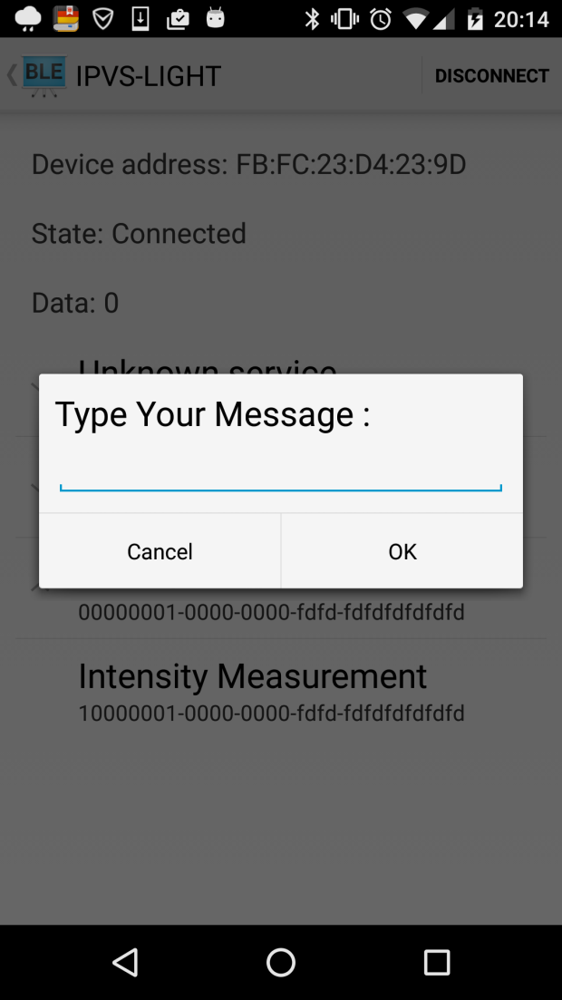 20:14
BLE IPVS-LIGHT DISCONNECT
Device address: FB:FC:23:D4:23:9D
State: Connected
Data: 0
Unknown service
Type Your Message :
Cancel OK
00000001-0000-0000-fdfd-fdfdfdfdfdfd
Intensity Measurement
10000001-0000-0000-fdfd-fdfdfdfdfdfd